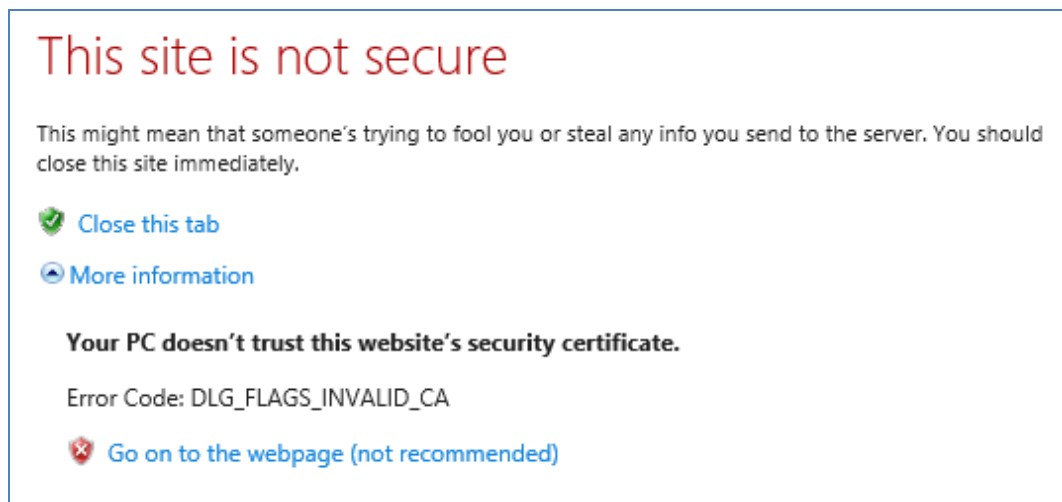 This site is not secure
This might mean that someone's trying to fool you or steal any info you send to the server. You should
close this site immediately.
Close this tab
More information
Your PC doesn’t trust this website’s security certificate.
Error Code: DLG_FLAGS_INVALID_CA
Go on to the webpage (not recommended)